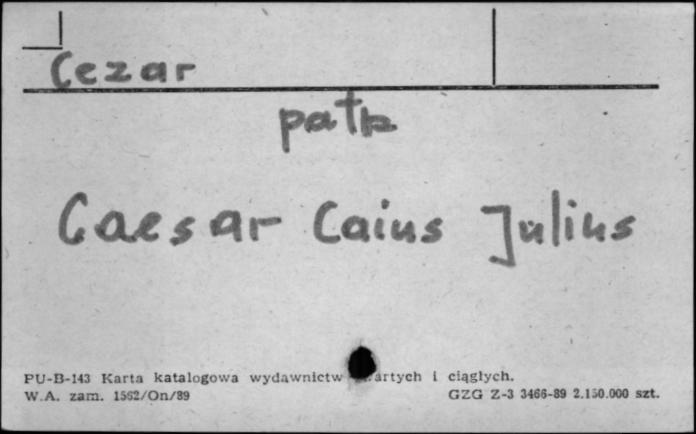 Cezar
patrz
Caesar Caius Julius
PU-B-143 Karta katalogowa wydawnictw zwartych i ciągłych.
W.A. zam. 1562/On/89 GZG Z-3 3466-89 2.150.000 szt.